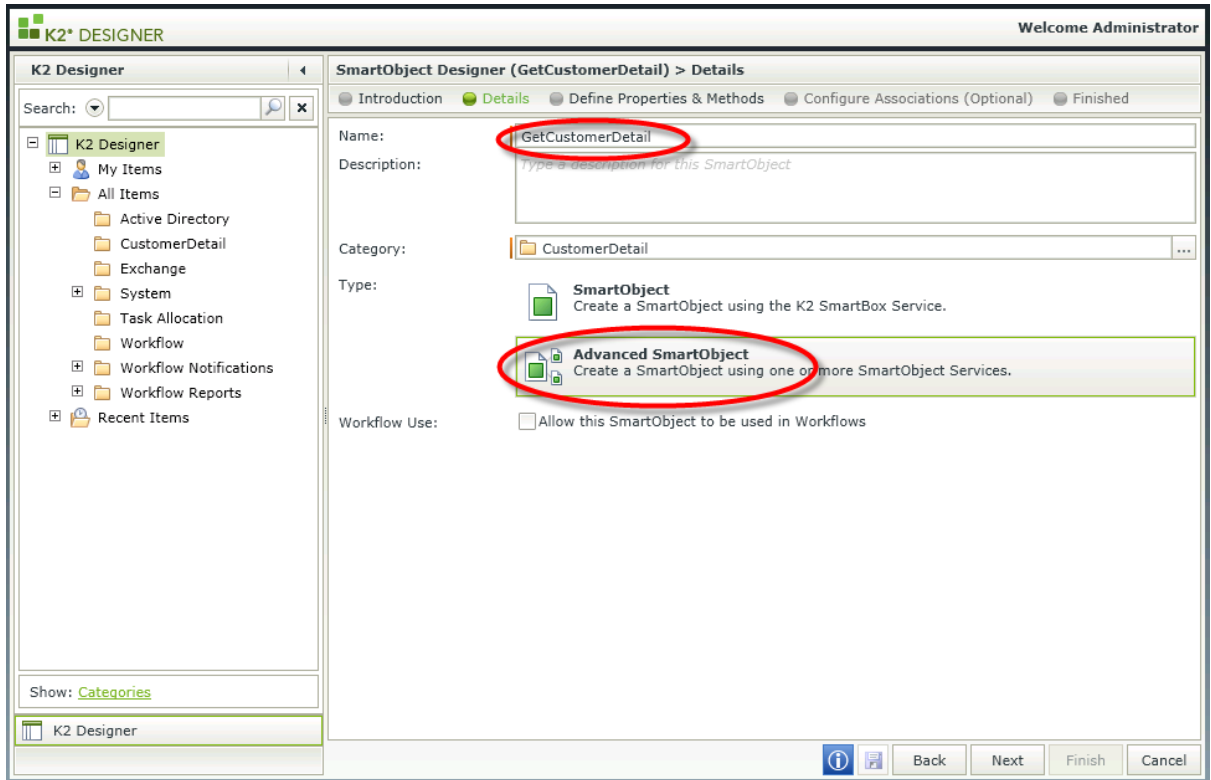 K2® DESIGNER
Welcome Administrator
K2 Designer
Search:
K2 Designer
My Items
All Items
Active Directory
CustomerDetail
Exchange
System
Task Allocation
Workflow
Workflow Notifications
Workflow Reports
Recent Items
Show: Categories
K2 Designer
SmartObject Designer (GetCustomerDetail) > Details
Introduction Details Define Properties & Methods Configure Associations (Optional) Finished
Name: GetCustomerDetail
Description: Type a description for this SmartObject
Category: CustomerDetail ...
Type: SmartObject
Create a SmartObject using the K2 SmartBox Service.
Advanced SmartObject
Create a SmartObject using one or more SmartObject Services.
Workflow Use: Allow this SmartObject to be used in Workflows
Back Next Finish Cancel